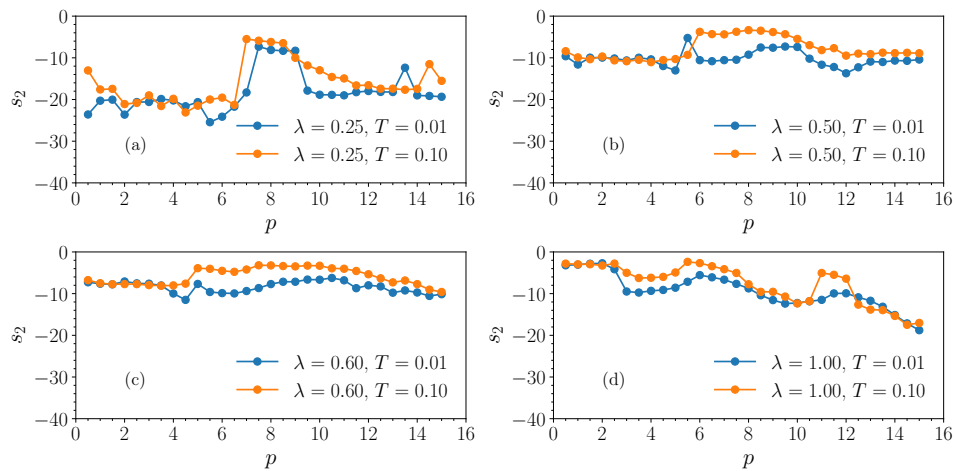 0
−10
−20
−30
−40
s₂
(a)
λ = 0.25, T = 0.01
λ = 0.25, T = 0.10
0 2 4 6 8 10 12 14 16
p
0
−10
−20
−30
−40
s₂
(b)
λ = 0.50, T = 0.01
λ = 0.50, T = 0.10
0 2 4 6 8 10 12 14 16
p
0
−10
−20
−30
−40
s₂
(c)
λ = 0.60, T = 0.01
λ = 0.60, T = 0.10
0 2 4 6 8 10 12 14 16
p
0
−10
−20
−30
−40
s₂
(d)
λ = 1.00, T = 0.01
λ = 1.00, T = 0.10
0 2 4 6 8 10 12 14 16
p